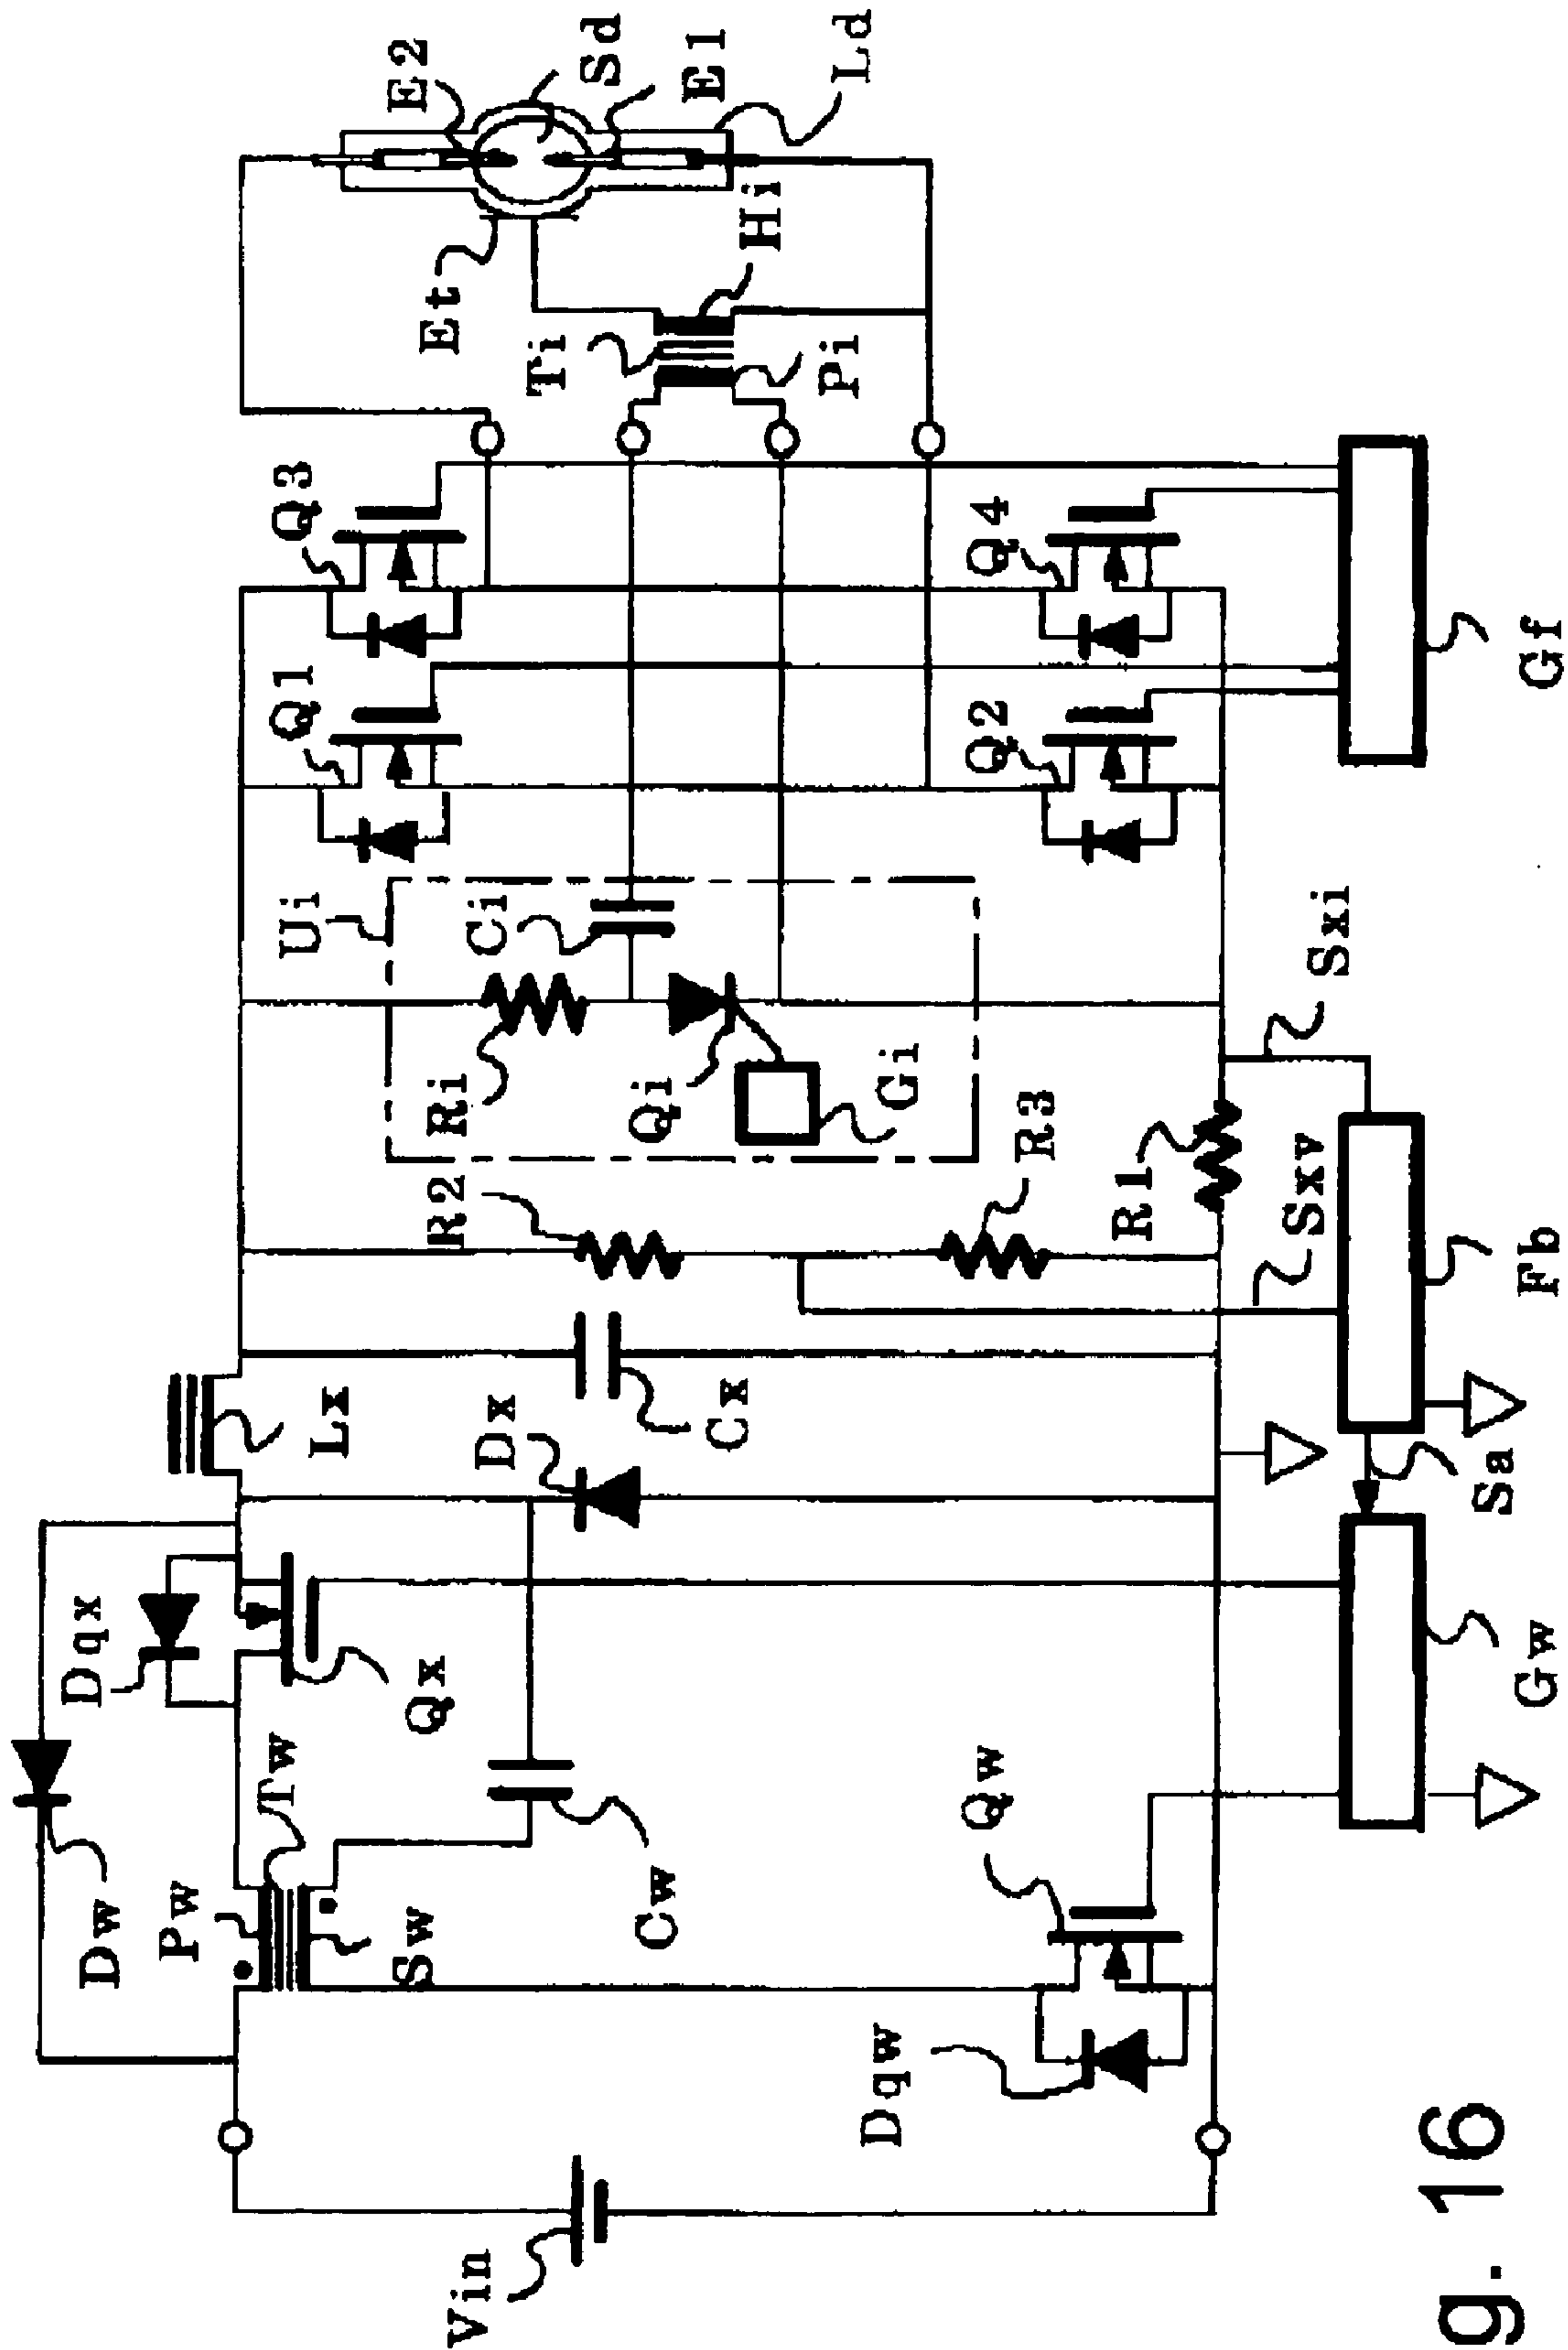 Vin
Dw
Dqx
Pw
Tw
Sw
Qx
Cw
Dqw
Qw
Lx
Dx
Cx
R2
R3
R1
Ui
Ri
Ci
Qi
Gi
Q1
Q3
Q2
Q4
Et
Ti
Hi
Pi
E2
Sd
E1
Ld
Sxi
Sxv
Sa
Gw
Fb
Gf
g. 16